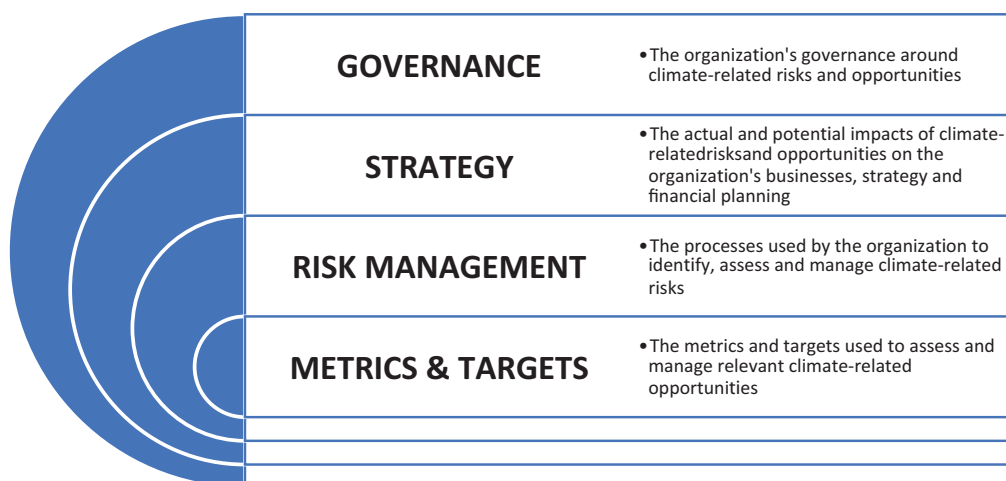 GOVERNANCE
•The organization's governance around
climate-related risks and opportunities
STRATEGY
•The actual and potential impacts of climate-
relatedrisksand opportunities on the
organization's businesses, strategy and
financial planning
RISK MANAGEMENT
•The processes used by the organization to
identify, assess and manage climate-related
risks
METRICS & TARGETS
•The metrics and targets used to assess and
manage relevant climate-related
opportunities